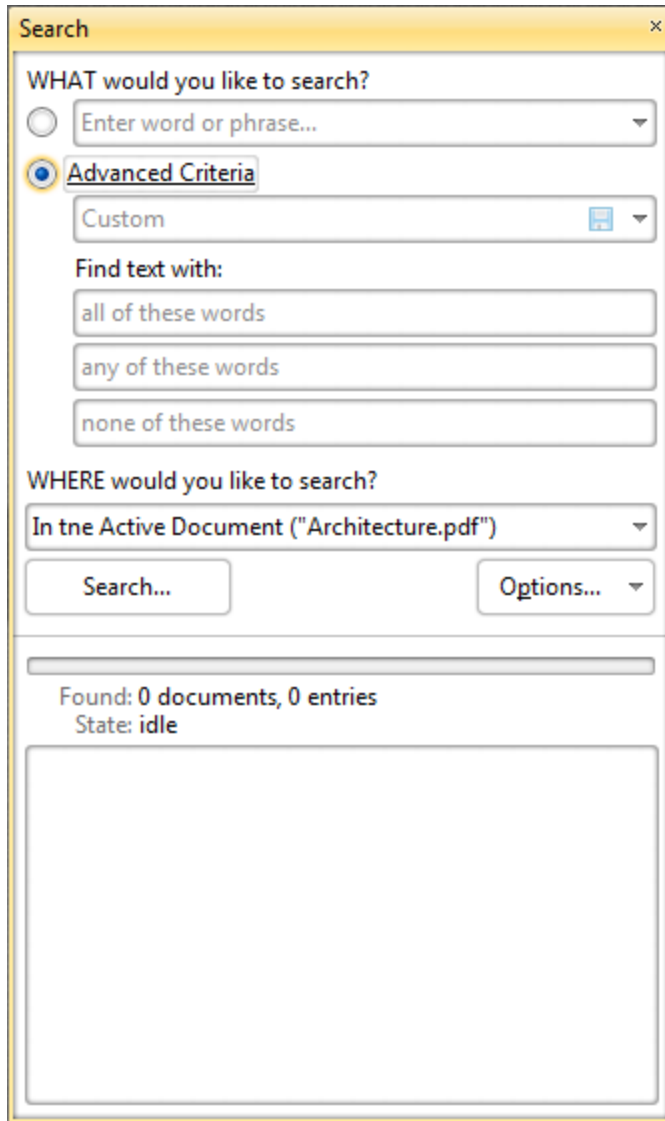 Search
WHAT would you like to search?
Enter word or phrase...
Advanced Criteria
Custom
Find text with:
all of these words
any of these words
none of these words
WHERE would you like to search?
In tne Active Document ("Architecture.pdf")
Search... Options...
Found: 0 documents, 0 entries
State: idle